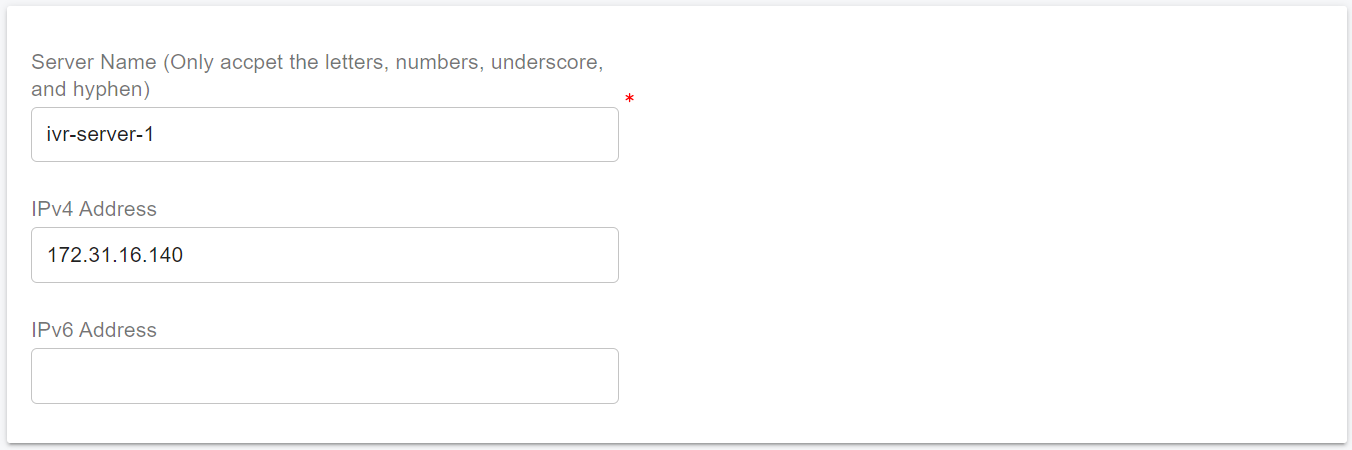 Server Name (Only accpet the letters, numbers, underscore,
and hyphen)
*
ivr-server-1
IPv4 Address
172.31.16.140
IPv6 Address